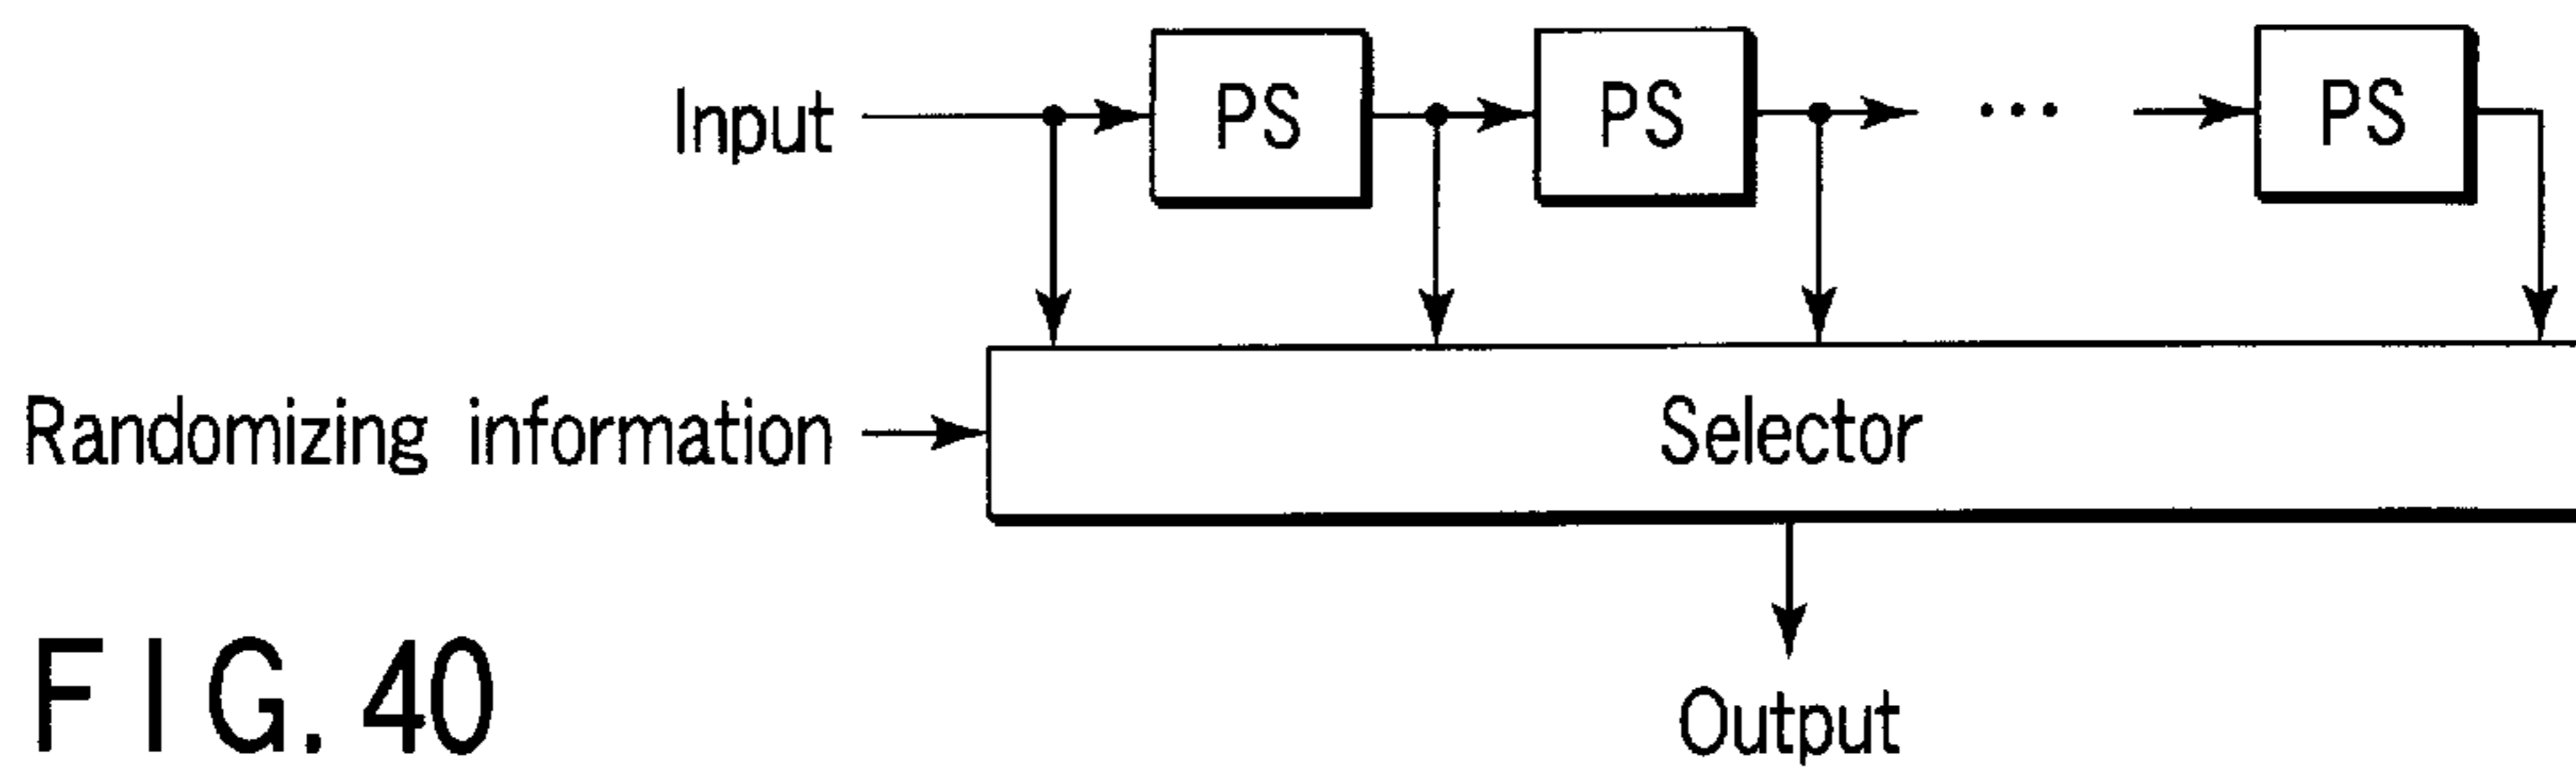 Input
PS
PS
...
PS
Randomizing information
Selector
Output
FIG. 40